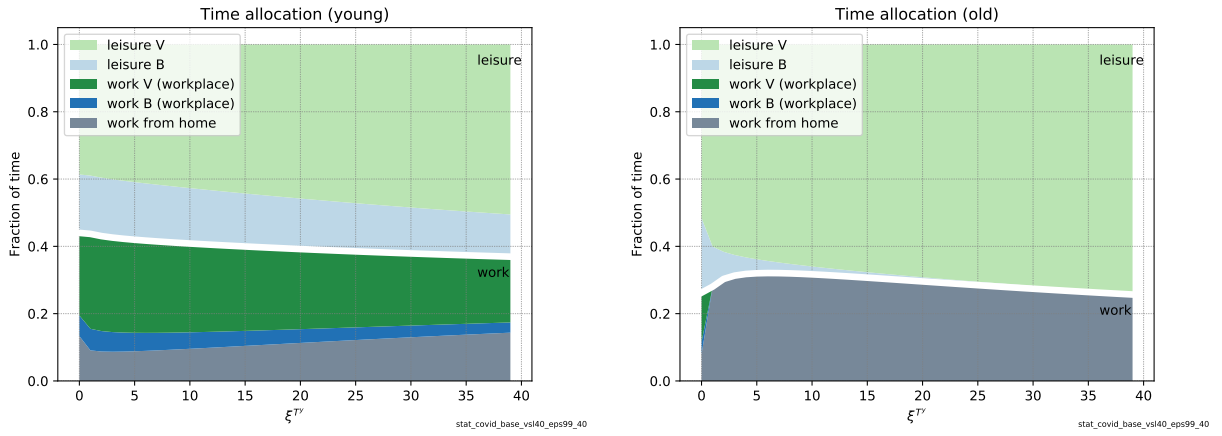 Time allocation (young)
1.0
0.8
0.6
0.4
0.2
0.0
Fraction of time
leisure V
leisure B
work V (workplace)
work B (workplace)
work from home
leisure
work
0 5 10 15 20 25 30 35 40
ξᵀʸ
stat_covid_base_vsl40_eps99_40
Time allocation (old)
1.0
0.8
0.6
0.4
0.2
0.0
Fraction of time
leisure V
leisure B
work V (workplace)
work B (workplace)
work from home
leisure
work
0 5 10 15 20 25 30 35 40
ξᵀʸ
stat_covid_base_vsl40_eps99_40